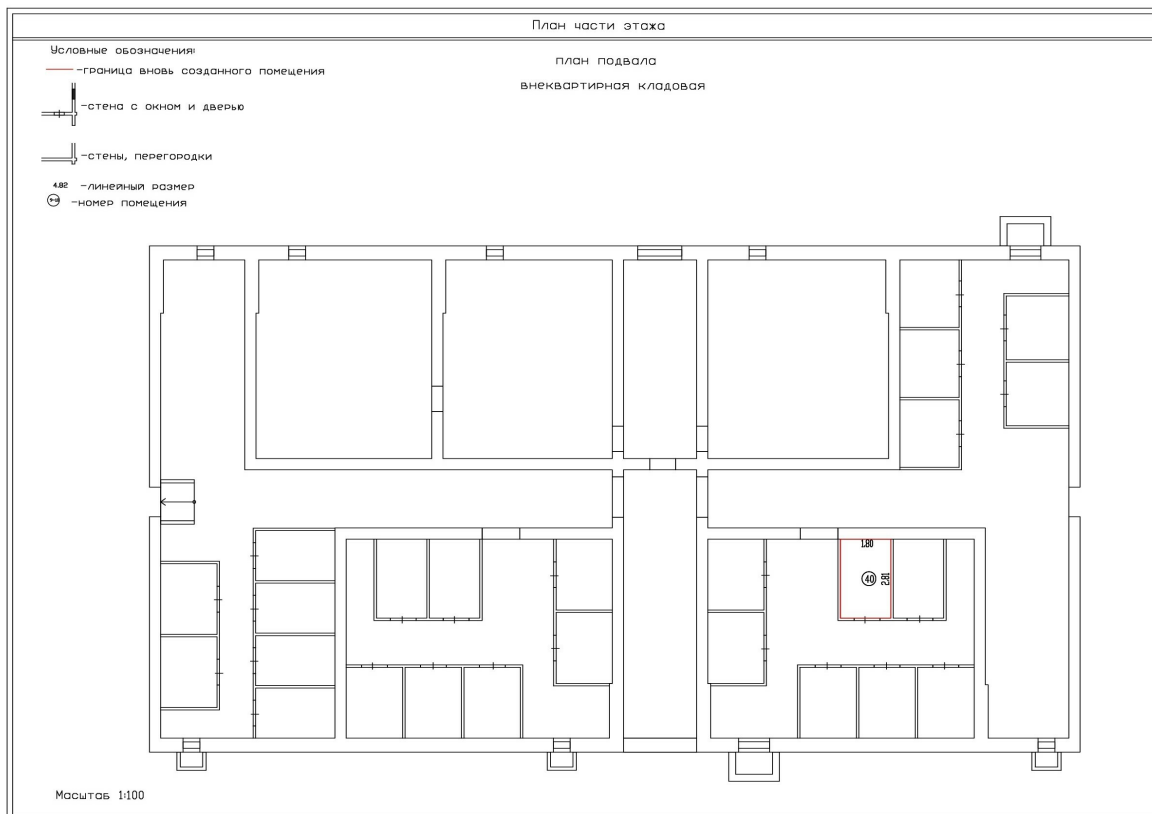 План части этажа
Условные обозначения:
план подвала
-граница вновь созданного помещения
внеквартирная кладовая
-стена с окном и дверью
-стены, перегородки
4.82 -линейный размер
-номер помещения
1.80
40
2.81
Масштаб 1:100